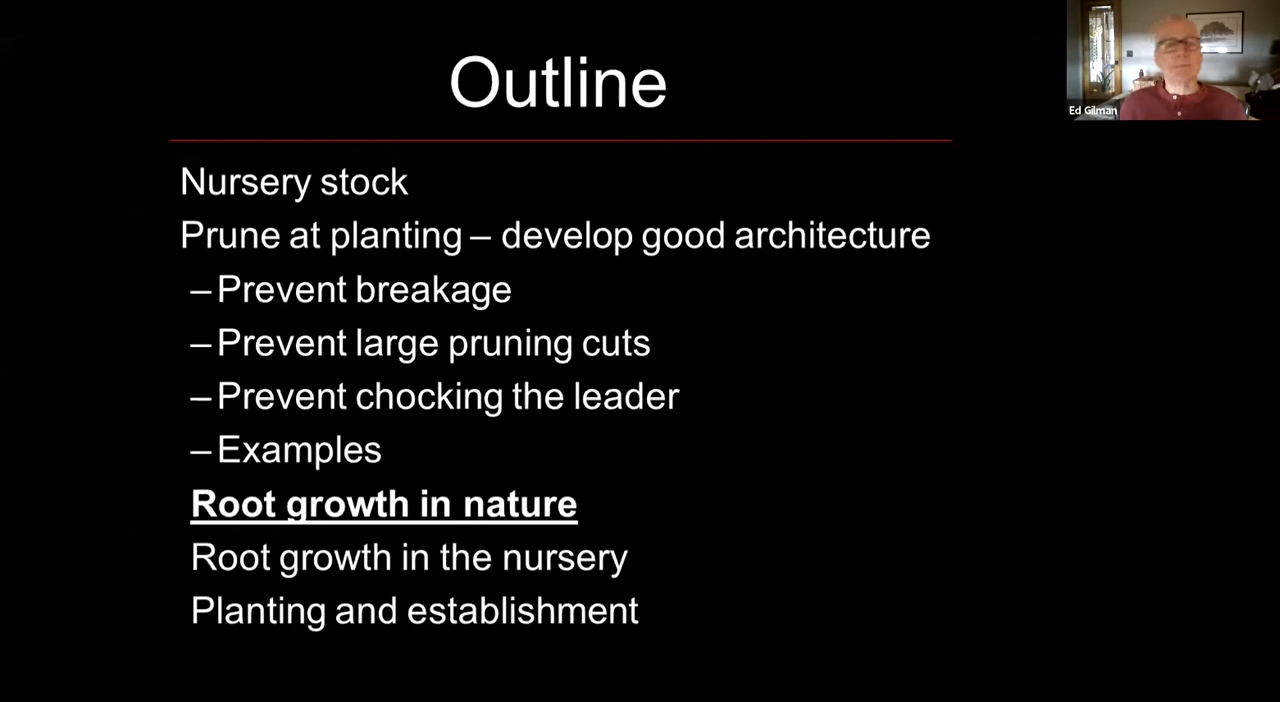 Outline
Ed Gilman
Nursery stock
Prune at planting – develop good architecture
– Prevent breakage
– Prevent large pruning cuts
– Prevent chocking the leader
– Examples
Root growth in nature
Root growth in the nursery
Planting and establishment